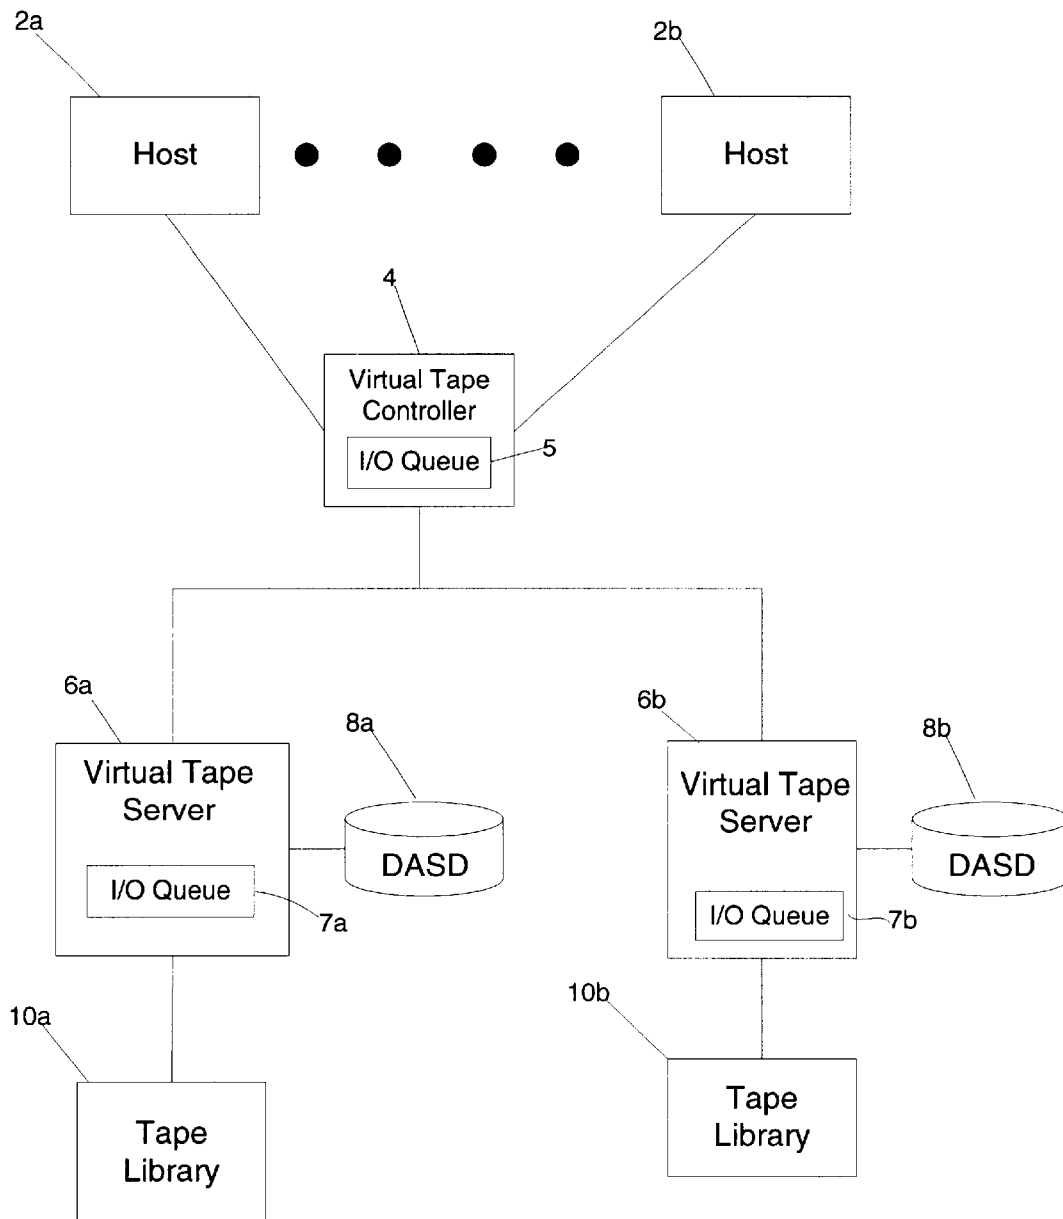 2a
2b
Host
Host
4
Virtual Tape
Controller
I/O Queue
5
6a
8a
6b
8b
Virtual Tape
Server
DASD
I/O Queue
7a
Virtual Tape
Server
DASD
I/O Queue
7b
10a
10b
Tape
Library
Tape
Library